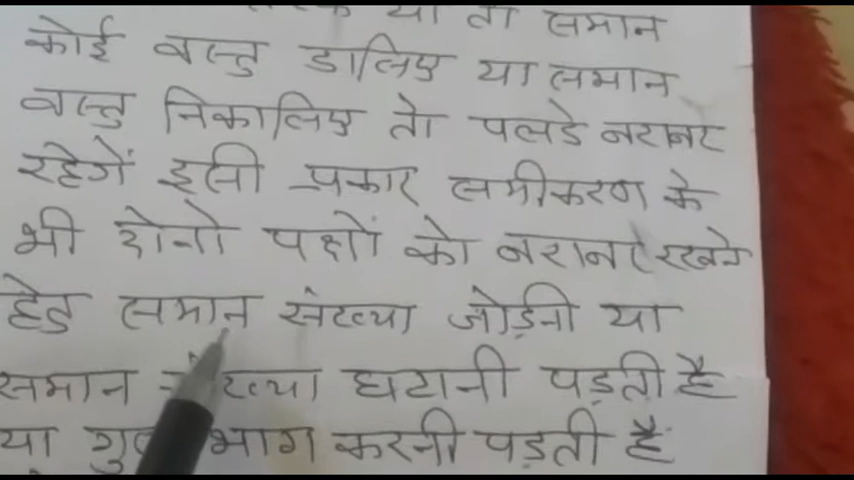 या तो समान
कोई वस्तु डालिए या समान
वस्तु निकालिए तो पलडे बराबर
रहेगें इसी प्रकार समीकरण के
भी दोनो पक्षों को बराबर रखने
हेतु समान संख्या जोड़नी या
समान संख्या घटानी पड़ती है
या भाग करनी पड़ती है